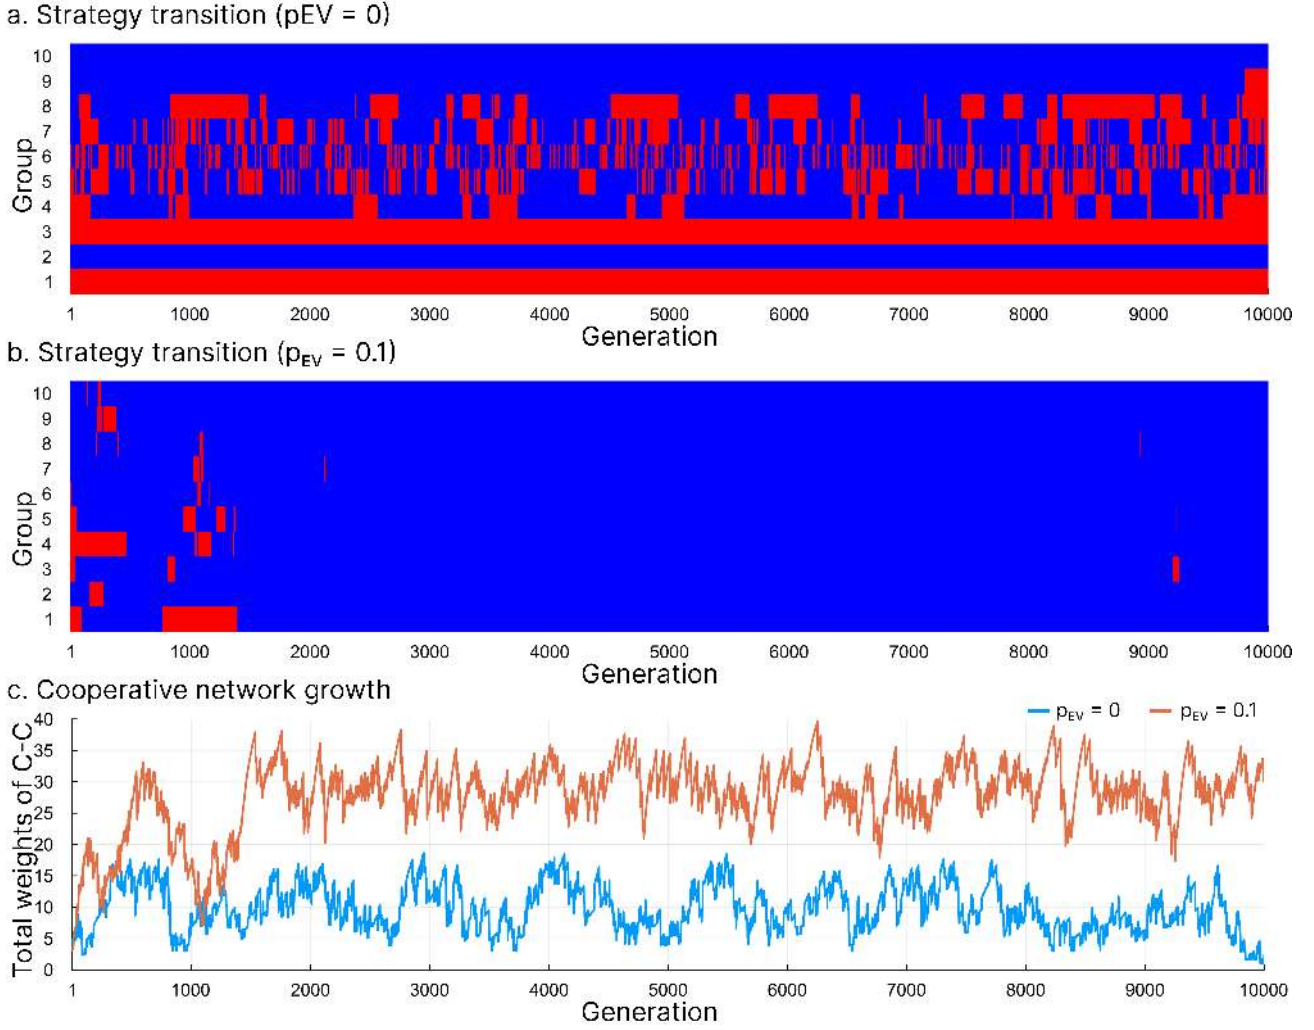 a. Strategy transition (pEV = 0)
Group
10
9
8
7
6
5
4
3
2
1
1 1000 2000 3000 4000 5000 6000 7000 8000 9000 10000
Generation
b. Strategy transition (pEV = 0.1)
Group
10
9
8
7
6
5
4
3
2
1
1 1000 2000 3000 4000 5000 6000 7000 8000 9000 10000
Generation
c. Cooperative network growth
pEV = 0 pEV = 0.1
Total weights of C-C
40
35
30
25
20
15
10
5
0
1 1000 2000 3000 4000 5000 6000 7000 8000 9000 10000
Generation